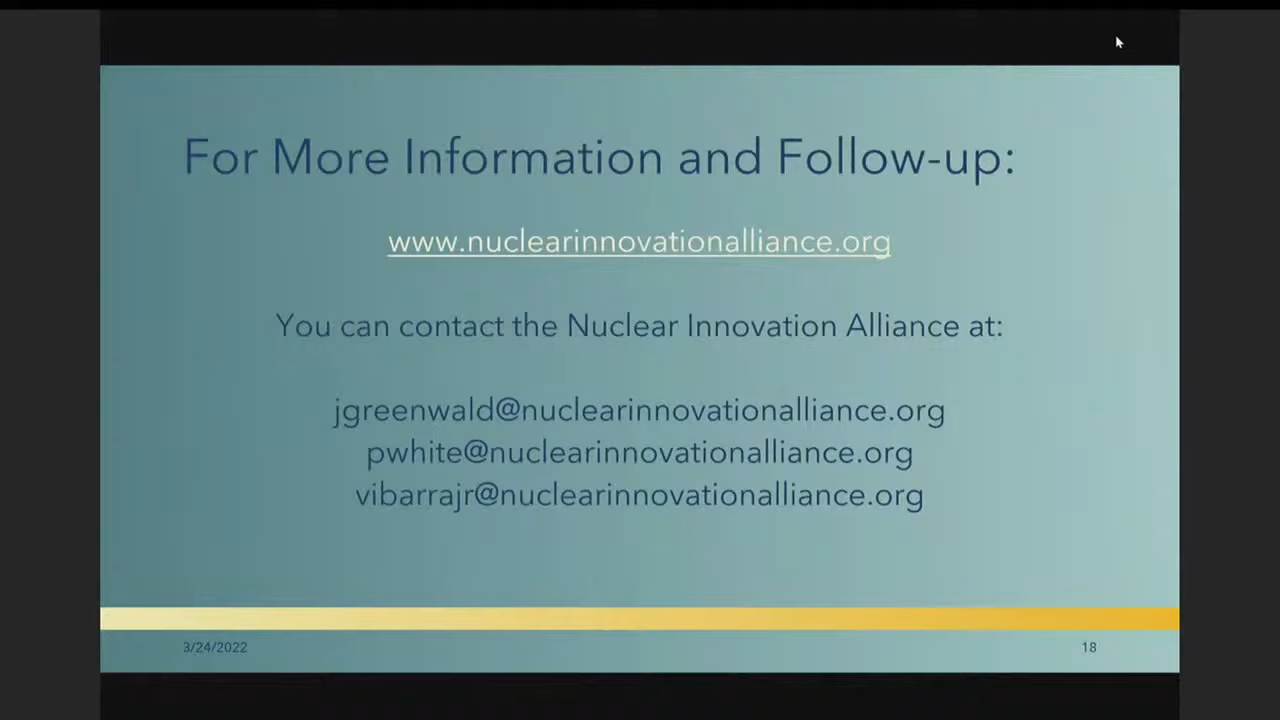 For More Information and Follow-up:
www.nuclearinnovationalliance.org
You can contact the Nuclear Innovation Alliance at:
jgreenwald@nuclearinnovationalliance.org
pwhite@nuclearinnovationalliance.org
vibarrajr@nuclearinnovationalliance.org
3/24/2022
18